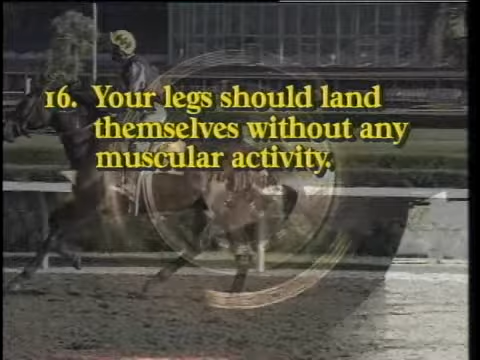 16. Your legs should land
themselves without any
muscular activity.